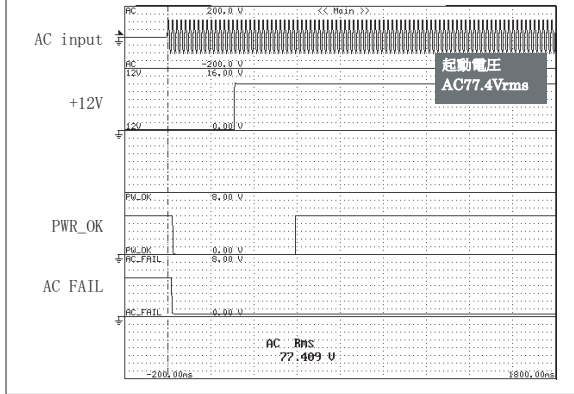 AC 200.0 V << Main >>
AC input
AC -200.0 V
12V 16.00 V
起動電圧
AC77.4Vrms
+12V
12V -0.00 V
PW_OK 8.00 V
PWR_OK
PW_OK -0.00 V
AC_FAIL 8.00 V
AC FAIL
AC_FAIL -0.00 V
AC Rms
77.409 V
-200.00ms 1800.00ms